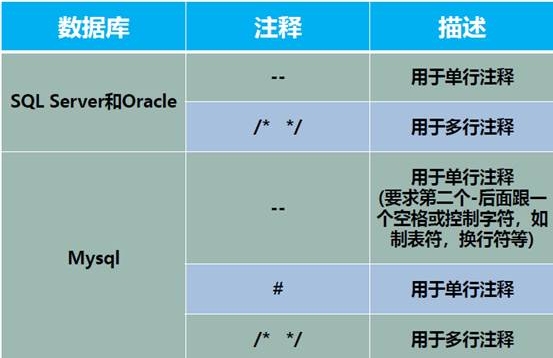 数据库 注释 描述
SQL Server和Oracle
-- 用于单行注释
/* */ 用于多行注释
Mysql
-- 用于单行注释
(要求第二个-后面跟一
个空格或控制字符，如
制表符，换行符等)
# 用于单行注释
/* */ 用于多行注释